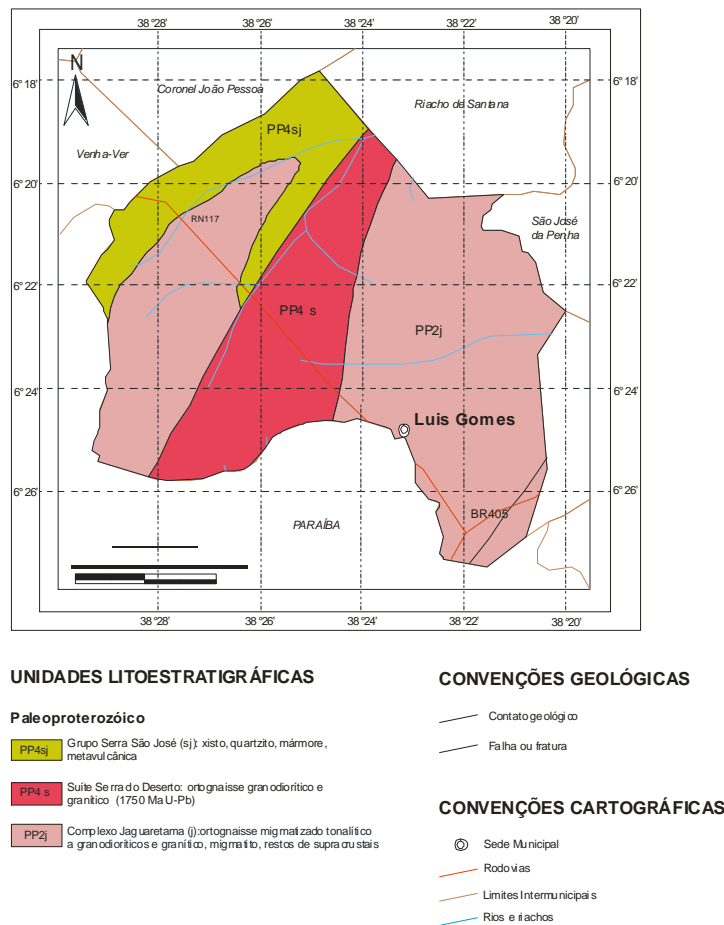 38 °28' 38 °26' 38 °24' 38 °22' 38 °20'
N
6° 18' 6° 18'
Coronel João Pessoa
Riacho de Santana
PP4sj
Venha-Ver
6° 20' 6° 20'
RN117
São José
da Penha
6° 22' 6° 22'
PP4 s
PP2j
6° 24' 6° 24'
Luis Gomes
6° 26' 6° 26'
BR405
PARAÍBA
38 °28' 38 °26' 38 °24' 38 °22' 38 °20'
UNIDADES LITOESTRATIGRÁFICAS
Paleoproterozóico
PP4sj Grupo Serra São José (sj): xisto, quartzito, mármore,
metavulcânica
PP4 s Suíte Serra do Deserto: ortognaisse granodiorítico e
granítico (1750 Ma U-Pb)
PP2j Complexo Jaguaretama (j):ortognaisse migmatizado tonalítico
a granodioríticos e granítico, migmatito, restos de supracrustais
CONVENÇÕES GEOLÓGICAS
Contato geológico
Falha ou fratura
CONVENÇÕES CARTOGRÁFICAS
Sede Municipal
Rodovias
Limites Intermunicipais
Rios e riachos